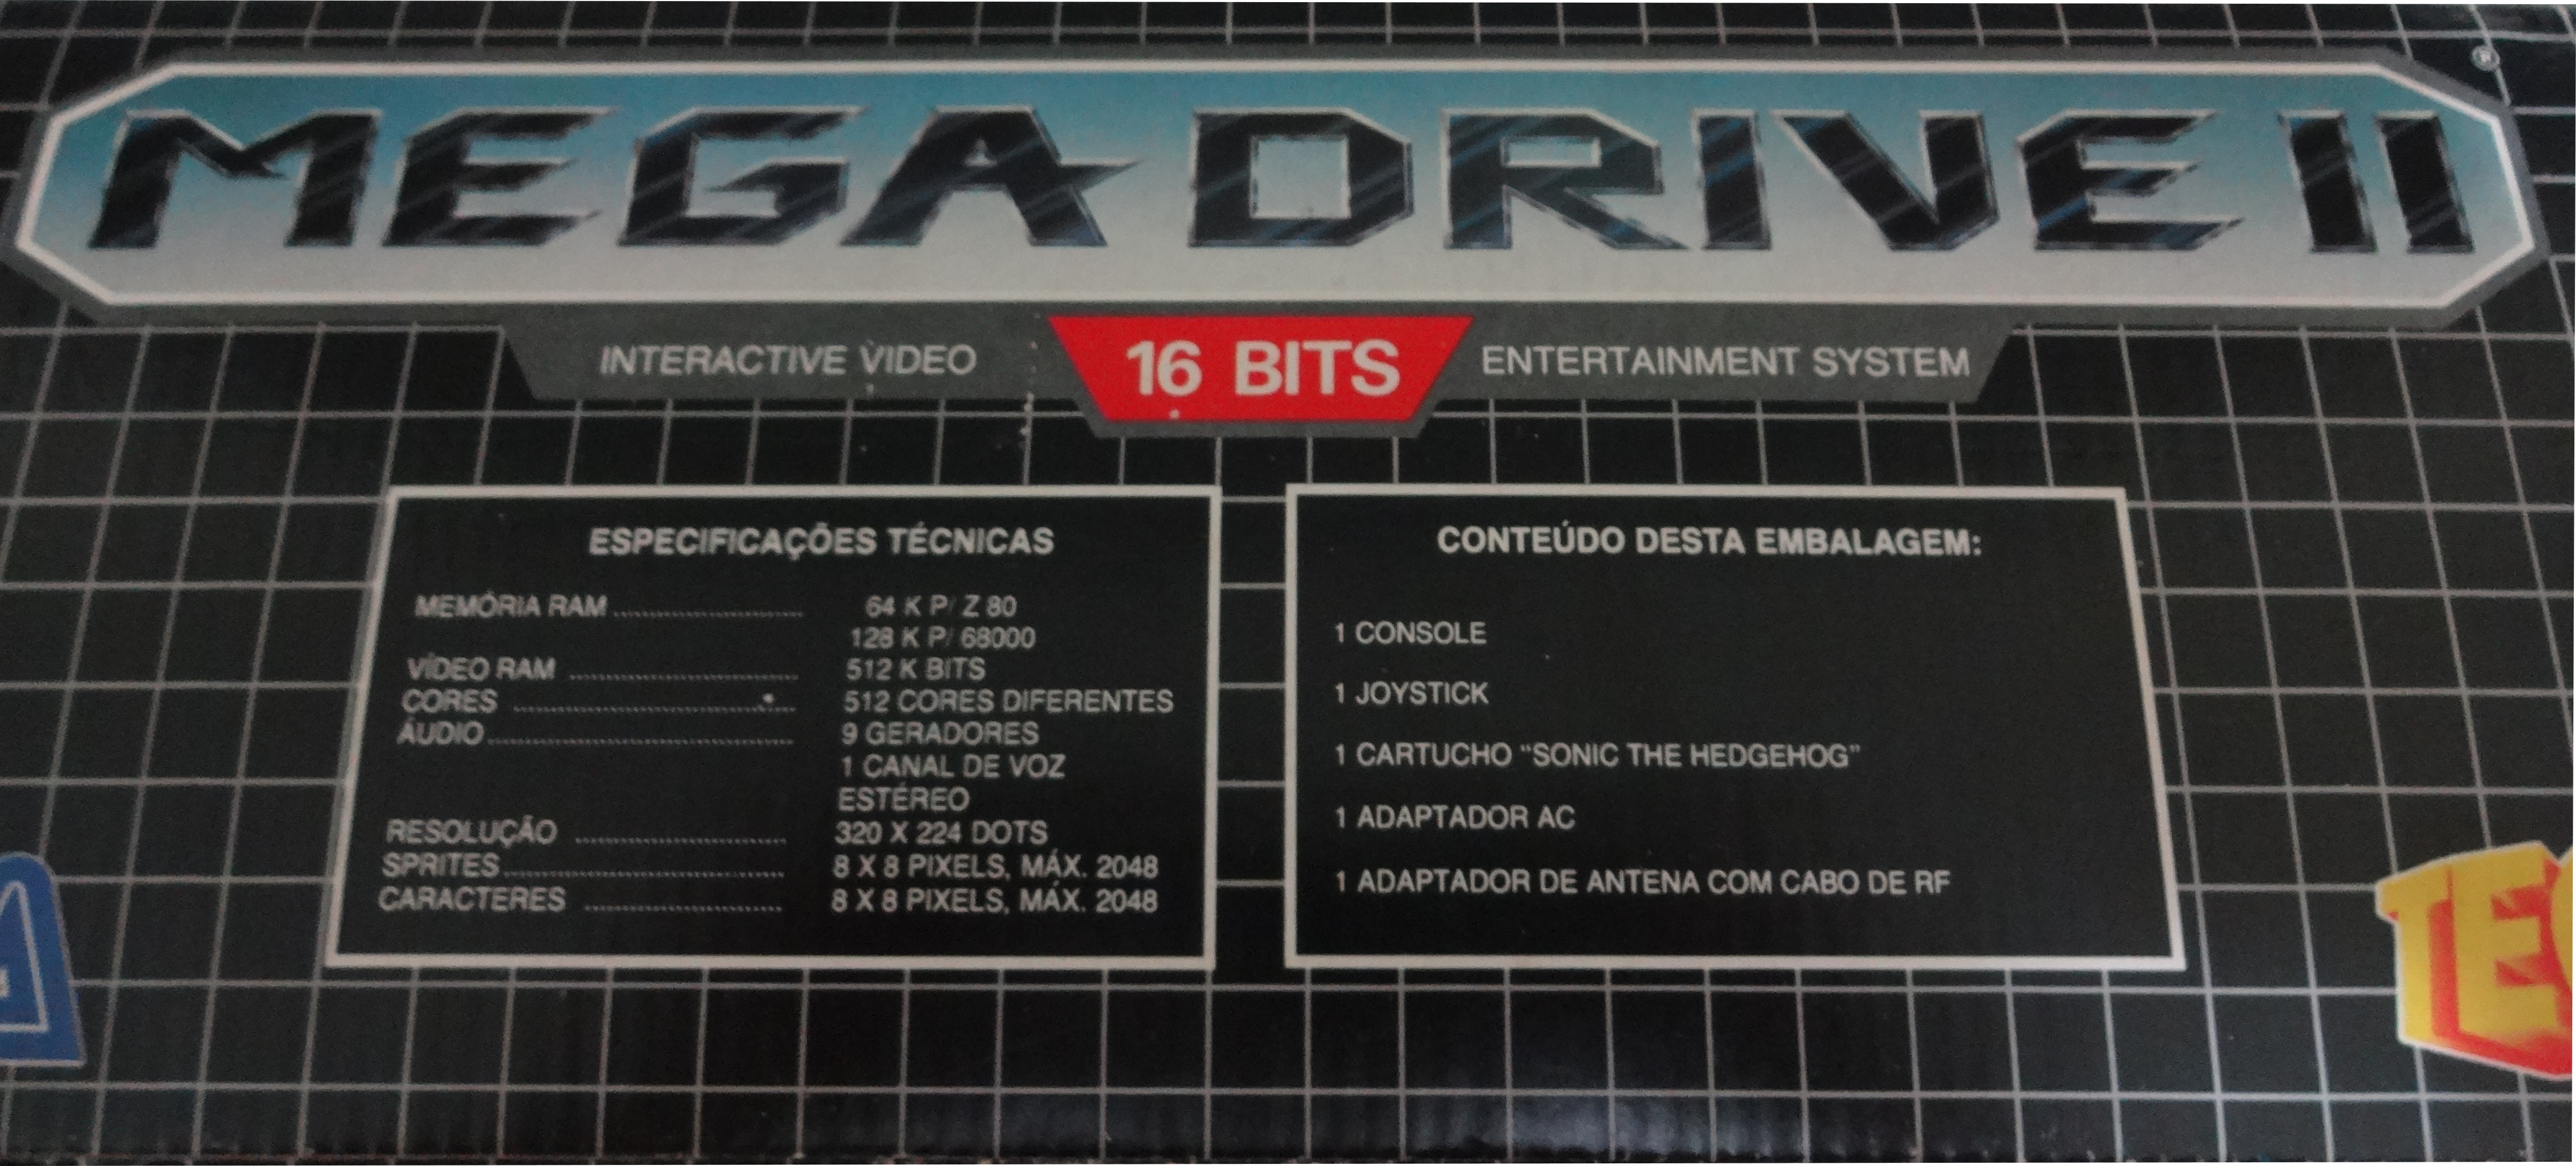 MEGA DRIVE II
®
INTERACTIVE VIDEO 16 BITS ENTERTAINMENT SYSTEM
ESPECIFICAÇÕES TÉCNICAS
MEMÓRIA RAM .................... 64 K P/ Z 80
128 K P/ 68000
VÍDEO RAM .................... 512 K BITS
CORES .................... 512 CORES DIFERENTES
ÁUDIO .................... 9 GERADORES
1 CANAL DE VOZ
ESTÉREO
RESOLUÇÃO .................... 320 X 224 DOTS
SPRITES .................... 8 X 8 PIXELS, MÁX. 2048
CARACTERES .................... 8 X 8 PIXELS, MÁX. 2048
CONTEÚDO DESTA EMBALAGEM:
1 CONSOLE
1 JOYSTICK
1 CARTUCHO “SONIC THE HEDGEHOG”
1 ADAPTADOR AC
1 ADAPTADOR DE ANTENA COM CABO DE RF